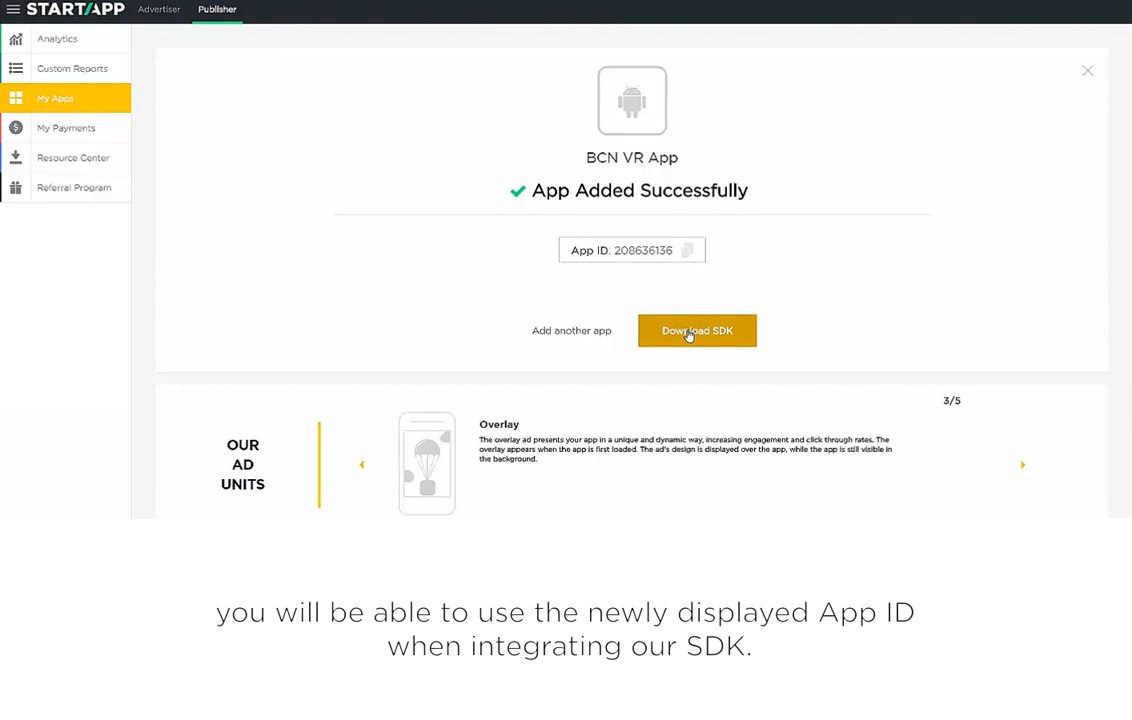 STARTAPP
Advertiser
Publisher
Analytics
Custom Reports
My Apps
My Payments
Resource Center
Referral Program
BCN VR App
App Added Successfully
App ID. 208636136
Add another app
Download SDK
3/5
OUR
AD
UNITS
Overlay
The overlay ad presents your app in a unique and dynamic way, increasing engagement and click through rates. The
overlay appears when the app is first loaded. The ad's design is displayed over the app, while the app is still visible in
the background.
you will be able to use the newly displayed App ID
when integrating our SDK.